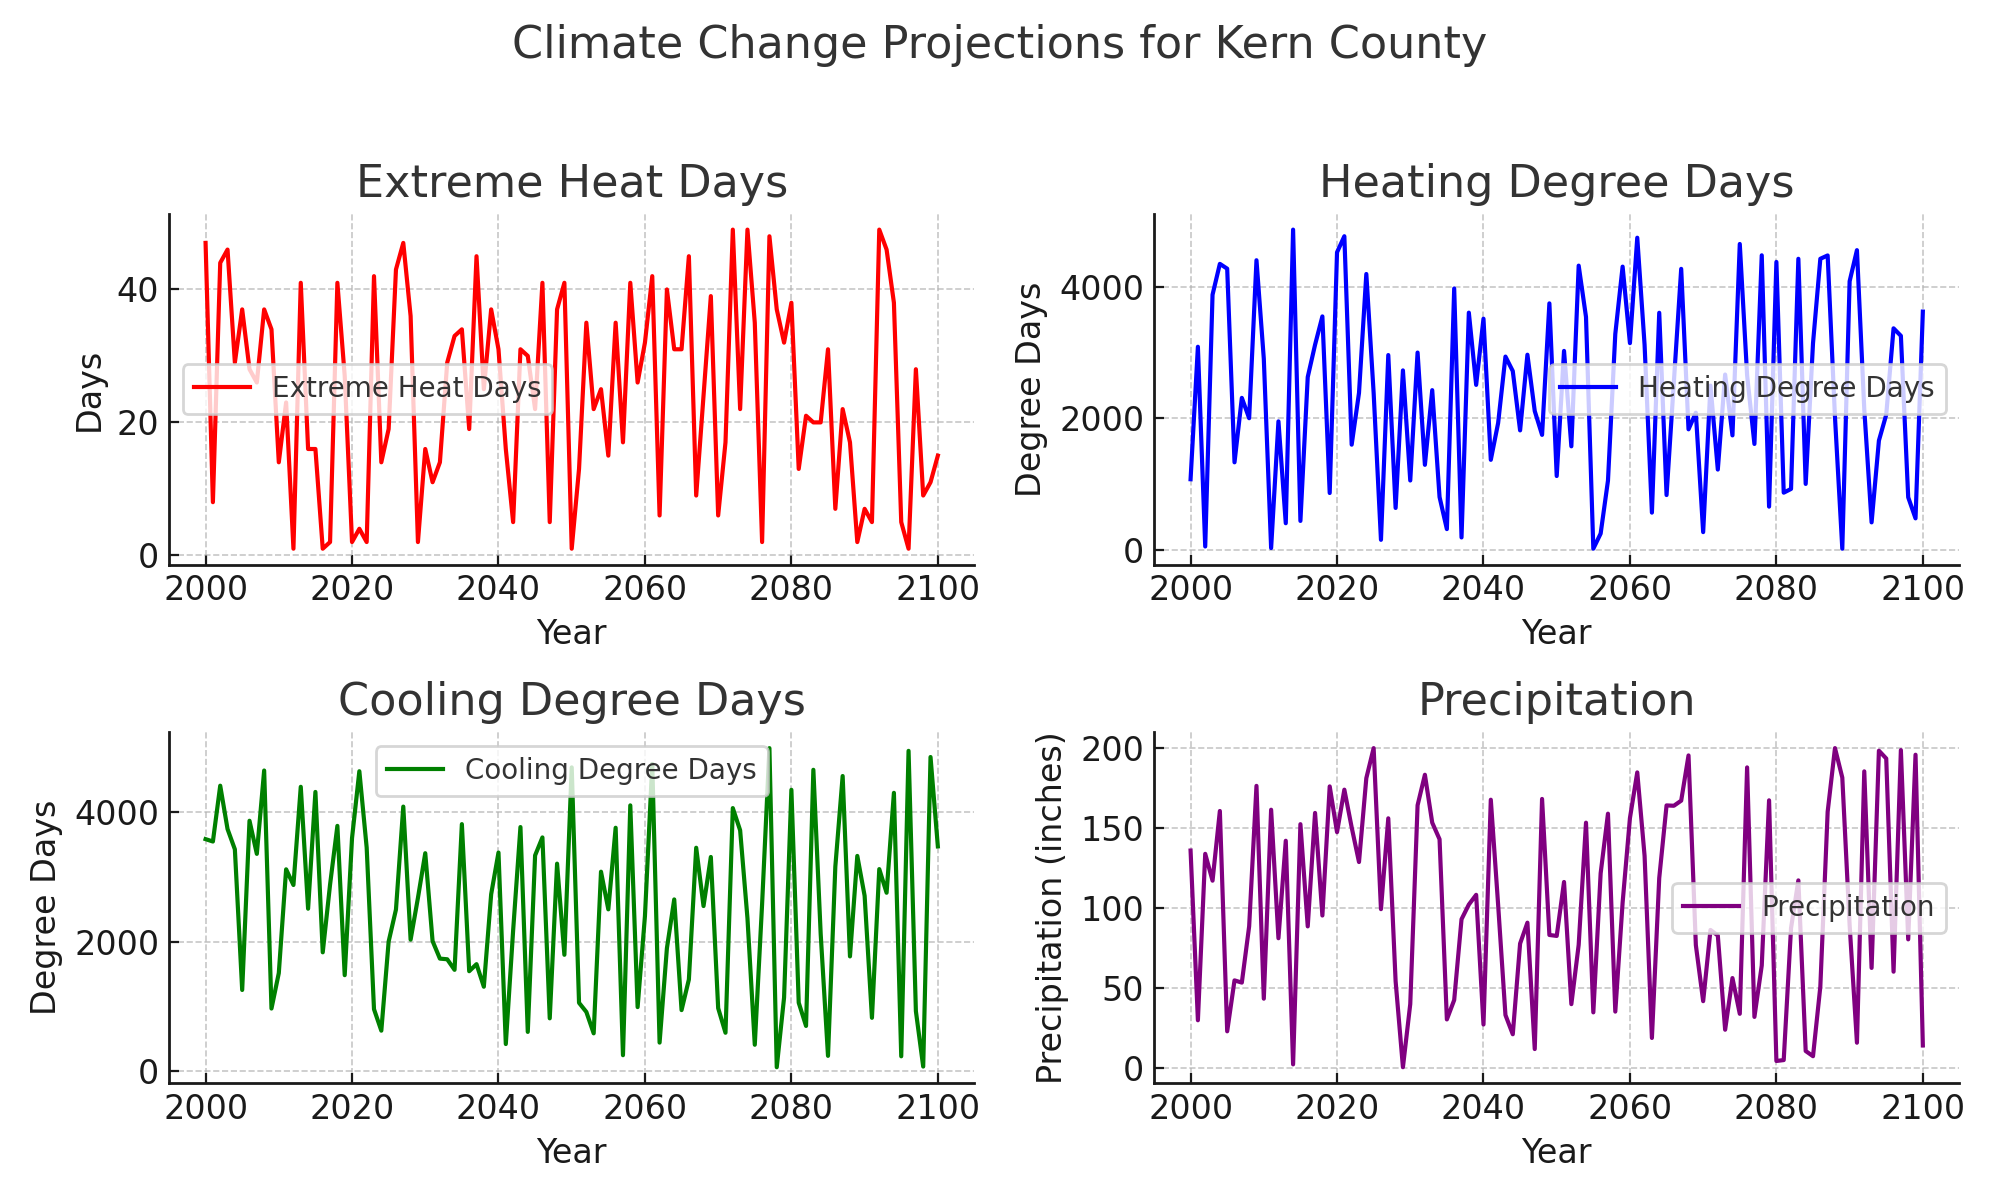 Climate Change Projections for Kern County
Extreme Heat Days
Days
40
20
0
Extreme Heat Days
2000 2020 2040 2060 2080 2100
Year
Heating Degree Days
Degree Days
4000
2000
0
Heating Degree Days
2000 2020 2040 2060 2080 2100
Year
Cooling Degree Days
Degree Days
4000
2000
0
Cooling Degree Days
2000 2020 2040 2060 2080 2100
Year
Precipitation
Precipitation (inches)
200
150
100
50
0
Precipitation
2000 2020 2040 2060 2080 2100
Year